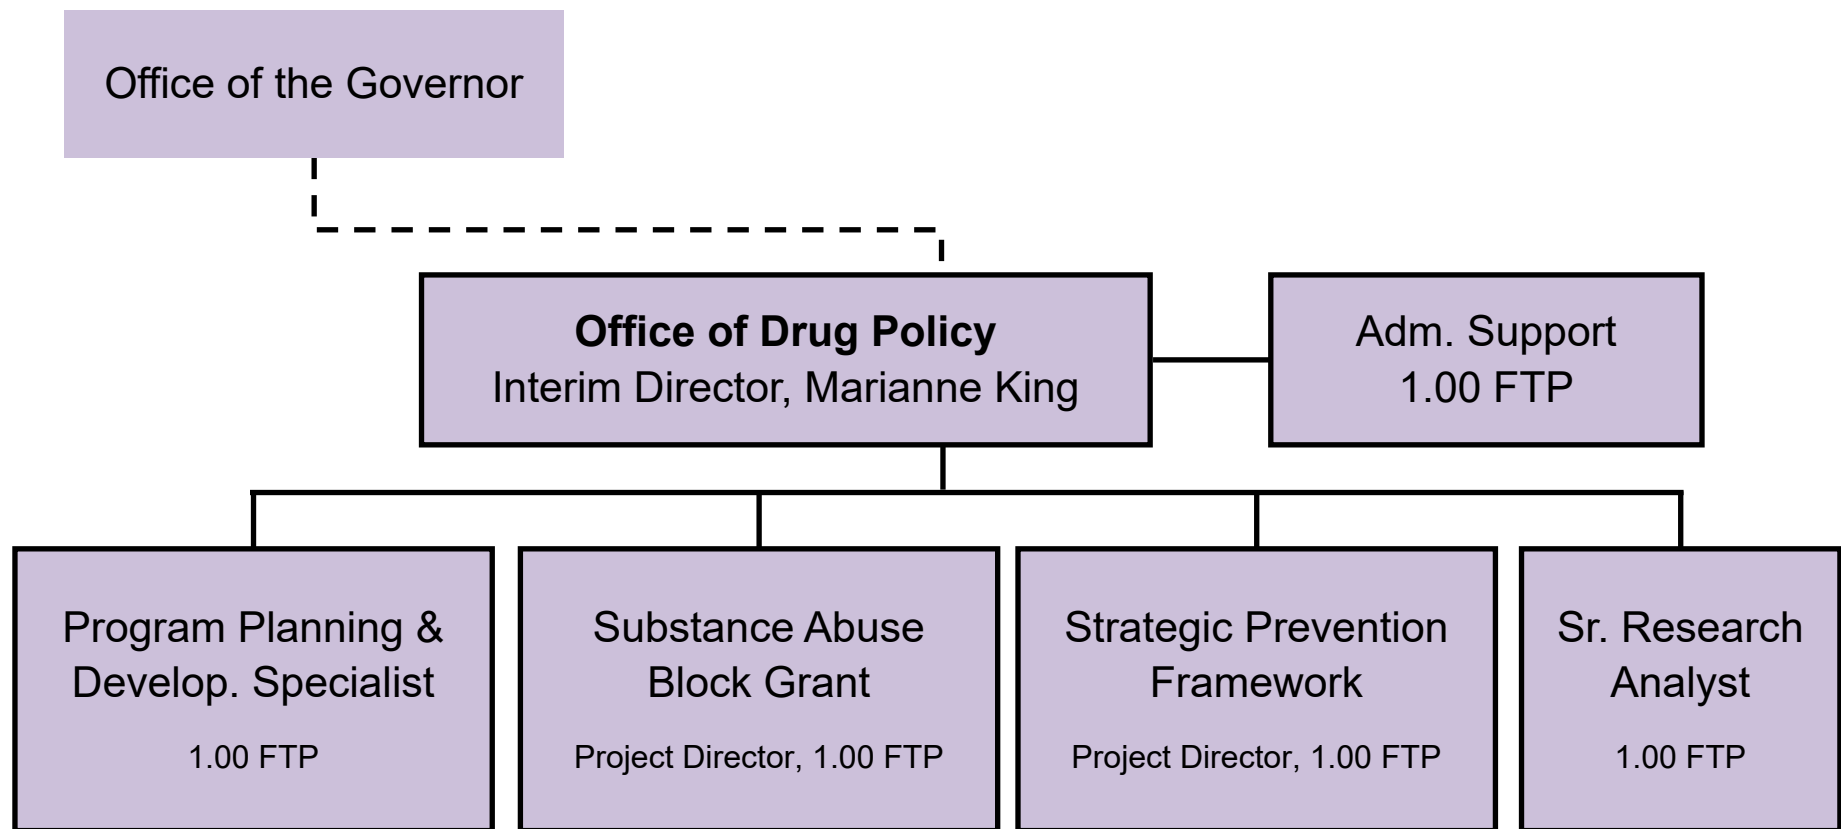 Office of the Governor
Office of Drug Policy
Interim Director, Marianne King
Adm. Support
1.00 FTP
Program Planning &
Develop. Specialist
1.00 FTP
Substance Abuse
Block Grant
Project Director, 1.00 FTP
Strategic Prevention
Framework
Project Director, 1.00 FTP
Sr. Research
Analyst
1.00 FTP